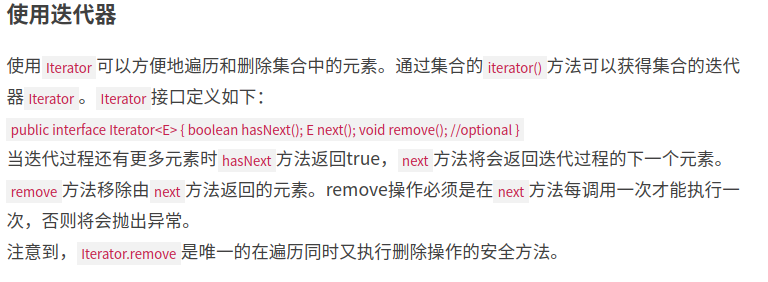 使用迭代器
使用 Iterator 可以方便地遍历和删除集合中的元素。通过集合的 iterator() 方法可以获得集合的迭代
器 Iterator 。 Iterator 接口定义如下：
public interface Iterator<E> { boolean hasNext(); E next(); void remove(); //optional }
当迭代过程还有更多元素时 hasNext 方法返回true， next 方法将会返回迭代过程的下一个元素。
remove 方法移除由 next 方法返回的元素。remove操作必须是在 next 方法每调用一次才能执行一
次，否则将会抛出异常。
注意到， Iterator.remove 是唯一的在遍历同时又执行删除操作的安全方法。